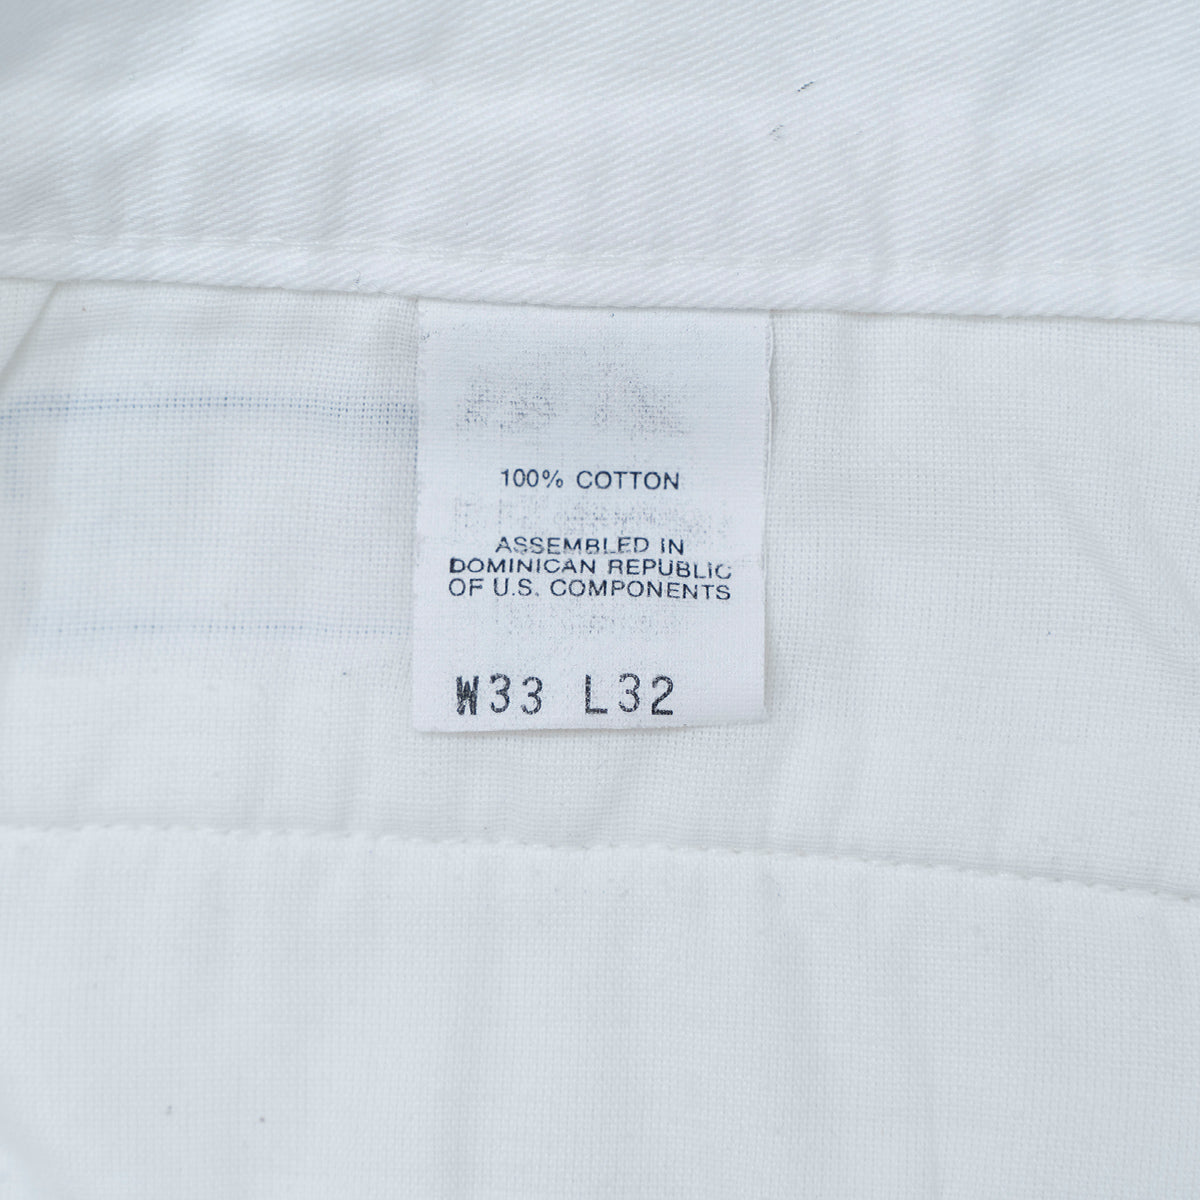 100% COTTON
ASSEMBLED IN
DOMINICAN REPUBLIC
OF U.S. COMPONENTS
W33 L32